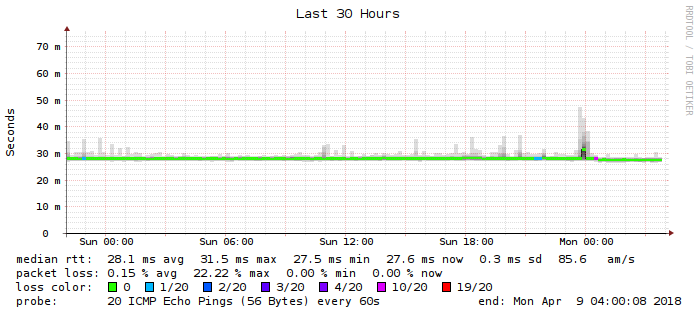 Last 30 Hours
RRDTOOL / TOBI OETIKER
Seconds
70 m
60 m
50 m
40 m
30 m
20 m
10 m
0
Sun 00:00 Sun 06:00 Sun 12:00 Sun 18:00 Mon 00:00
median rtt: 28.1 ms avg 31.5 ms max 27.5 ms min 27.6 ms now 0.3 ms sd 85.6 am/s
packet loss: 0.15 % avg 22.22 % max 0.00 % min 0.00 % now
loss color: 0 1/20 2/20 3/20 4/20 10/20 19/20
probe: 20 ICMP Echo Pings (56 Bytes) every 60s end: Mon Apr 9 04:00:08 2018